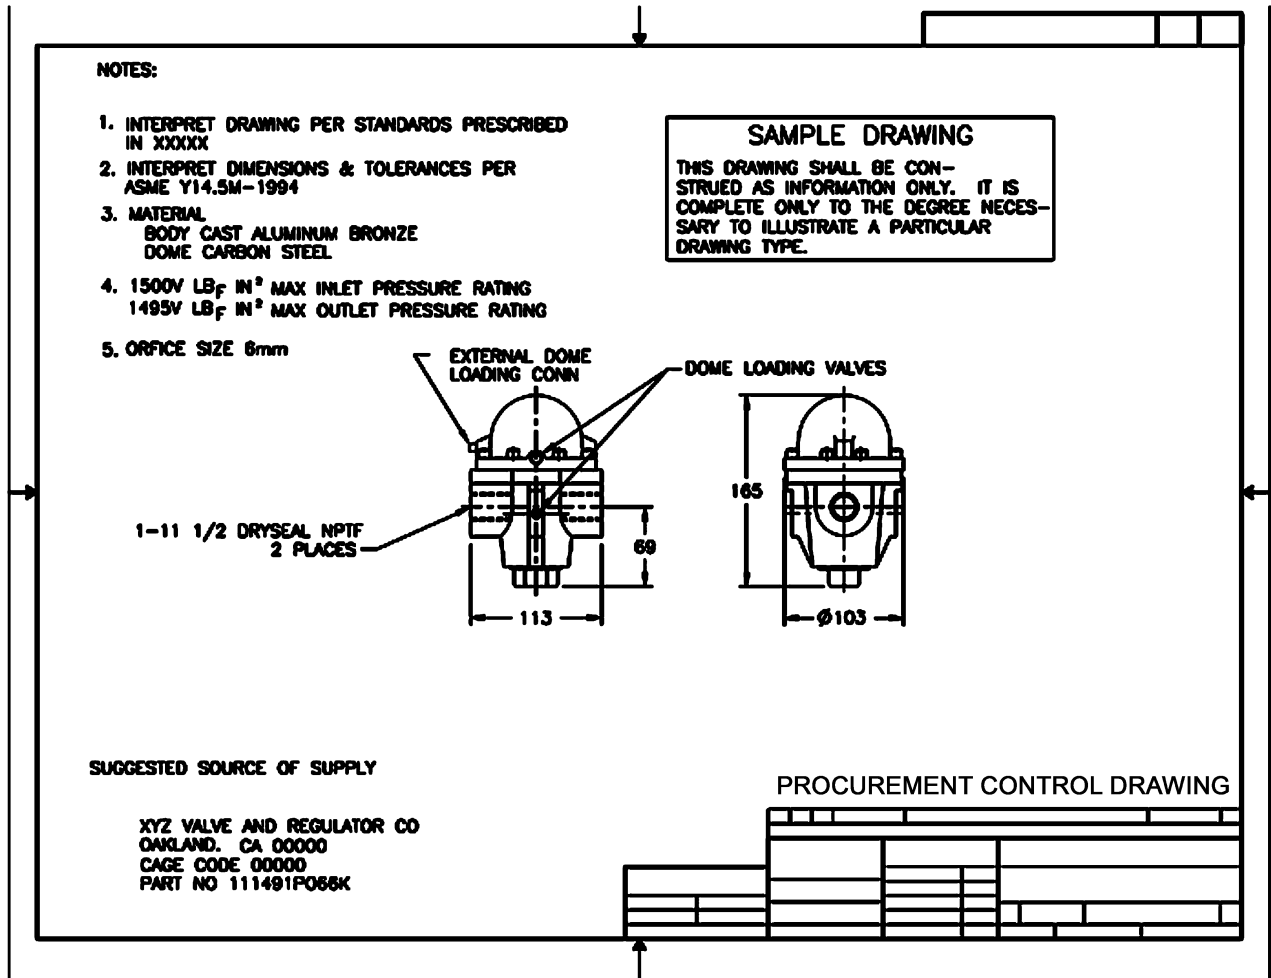 NOTES:
1. INTERPRET DRAWING PER STANDARDS PRESCRIBED
IN XXXXX
2. INTERPRET DIMENSIONS & TOLERANCES PER
ASME Y14.5M-1994
3. MATERIAL
BODY CAST ALUMINUM BRONZE
DOME CARBON STEEL
4. 1500V LBF IN² MAX INLET PRESSURE RATING
1495V LBF IN² MAX OUTLET PRESSURE RATING
5. ORFICE SIZE 6mm
SAMPLE DRAWING
THIS DRAWING SHALL BE CON-
STRUED AS INFORMATION ONLY. IT IS
COMPLETE ONLY TO THE DEGREE NECES-
SARY TO ILLUSTRATE A PARTICULAR
DRAWING TYPE.
EXTERNAL DOME
LOADING CONN
DOME LOADING VALVES
1-11 1/2 DRYSEAL NPTF
2 PLACES
69
113
165
Ø103
SUGGESTED SOURCE OF SUPPLY
XYZ VALVE AND REGULATOR CO
OAKLAND. CA 00000
CAGE CODE 00000
PART NO 111491PO66K
PROCUREMENT CONTROL DRAWING